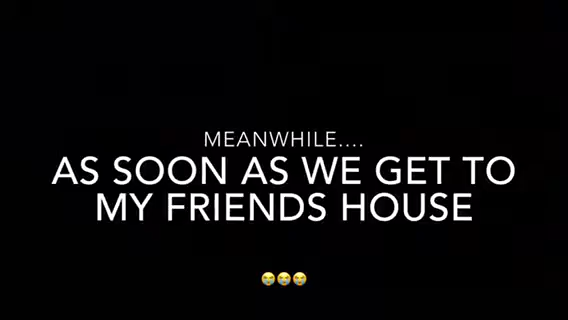 MEANWHILE....
AS SOON AS WE GET TO
MY FRIENDS HOUSE
😭😭😭